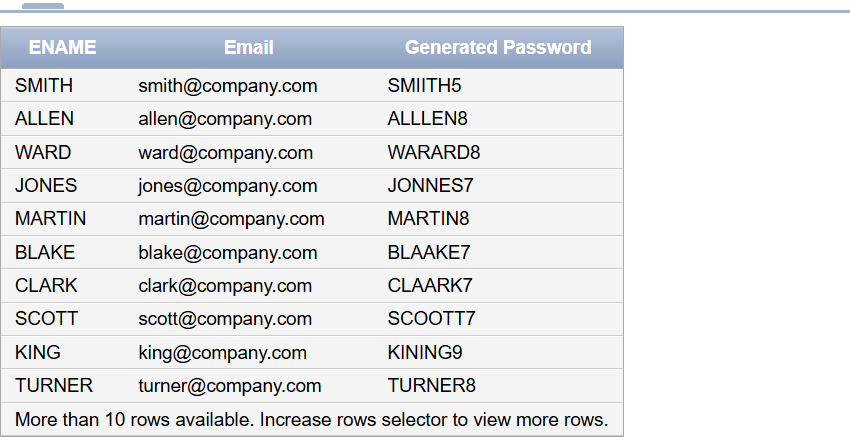 ENAME Email Generated Password
SMITH smith@company.com SMIITH5
ALLEN allen@company.com ALLLEN8
WARD ward@company.com WARARD8
JONES jones@company.com JONNES7
MARTIN martin@company.com MARTIN8
BLAKE blake@company.com BLAAKE7
CLARK clark@company.com CLAARK7
SCOTT scott@company.com SCOOTT7
KING king@company.com KINING9
TURNER turner@company.com TURNER8
More than 10 rows available. Increase rows selector to view more rows.